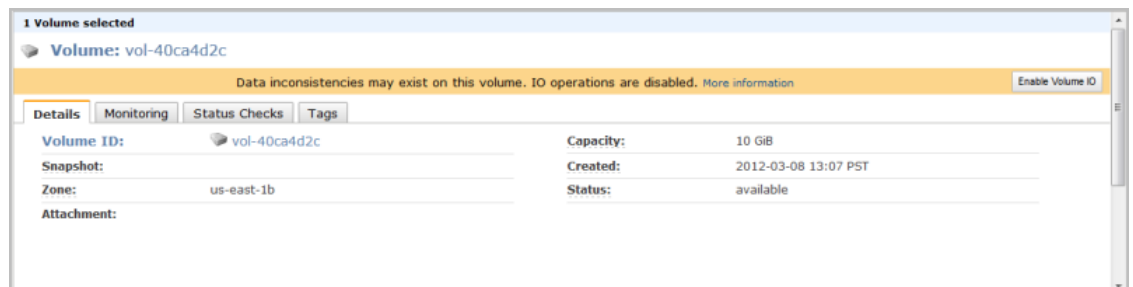 1 Volume selected
Volume: vol-40ca4d2c
Data inconsistencies may exist on this volume. IO operations are disabled. More information Enable Volume IO
Details Monitoring Status Checks Tags
Volume ID: vol-40ca4d2c Capacity: 10 GiB
Snapshot: Created: 2012-03-08 13:07 PST
Zone: us-east-1b Status: available
Attachment: